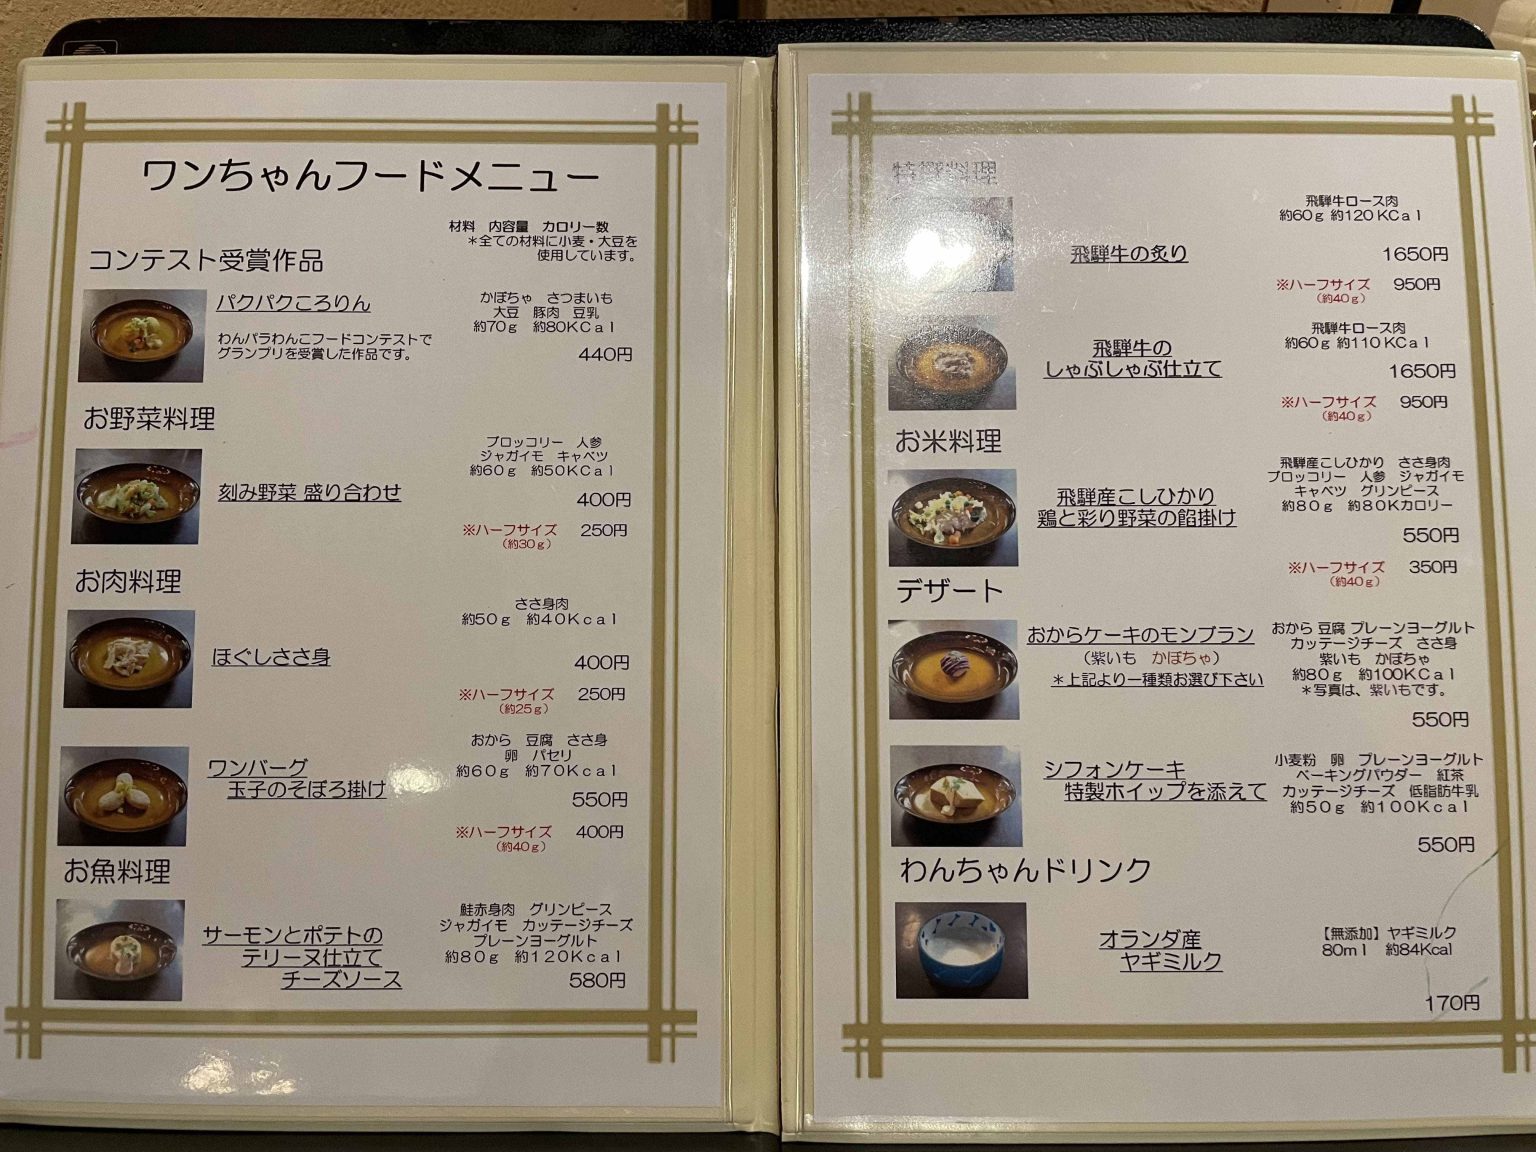 ワンちゃんフードメニュー
材料　内容量　カロリー数
＊全ての材料に小麦・大豆を
使用しています。
コンテスト受賞作品
パクパクころりん
わんパラわんこフードコンテストで
グランプリを受賞した作品です。
かぼちゃ　さつまいも
大豆　豚肉　豆乳
約70ｇ　約80KCal
440円
お野菜料理
刻み野菜 盛り合わせ
ブロッコリー　人参
ジャガイモ　キャベツ
約60ｇ　約50KCal
400円
※ハーフサイズ　250円
（約30ｇ）
お肉料理
ほぐしささ身
ささ身肉
約50ｇ　約40Kcal
400円
※ハーフサイズ　250円
（約25ｇ）
ワンバーグ
玉子のそぼろ掛け
おから　豆腐　ささ身
卵　パセリ
約60ｇ　約70Kcal
550円
※ハーフサイズ　400円
（約40ｇ）
お魚料理
サーモンとポテトの
テリーヌ仕立て
チーズソース
鮭赤身肉　グリンピース
ジャガイモ　カッテージチーズ
プレーンヨーグルト
約80ｇ　約120Kcal
580円
料理
飛騨牛の炙り
飛騨牛ロース肉
約60ｇ 約120KCal
1650円
※ハーフサイズ　950円
（約40ｇ）
飛騨牛の
しゃぶしゃぶ仕立て
飛騨牛ロース肉
約60ｇ 約110KCal
1650円
※ハーフサイズ　950円
（約40ｇ）
お米料理
飛騨産こしひかり
鶏と彩り野菜の餡掛け
飛騨産こしひかり　ささ身肉
ブロッコリー　人参　ジャガイモ
キャベツ　グリンピース
約80ｇ　約80Kカロリー
550円
※ハーフサイズ　350円
（約40ｇ）
デザート
おからケーキのモンブラン
（紫いも　かぼちゃ）
＊上記より一種類お選び下さい
おから 豆腐 プレーンヨーグルト
カッテージチーズ　ささ身
紫いも　かぼちゃ
約80ｇ　約100KCal
＊写真は、紫いもです。
550円
シフォンケーキ
特製ホイップを添えて
小麦粉　卵　プレーンヨーグルト
ベーキングパウダー　紅茶
カッテージチーズ　低脂肪牛乳
約50ｇ　約100Kcal
550円
わんちゃんドリンク
オランダ産
ヤギミルク
【無添加】ヤギミルク
80ｍｌ　約84Kcal
170円